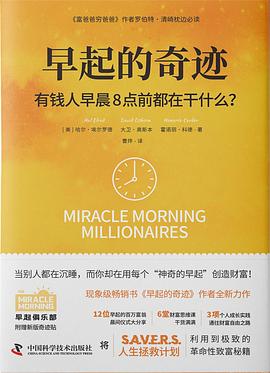 《富爸爸穷爸爸》作者罗伯特·清崎枕边必读
早起的奇迹
有钱人早晨8点前都在干什么?
Hal Elrod David Osborn Honorée Corder
[美] 哈尔·埃尔罗德 大卫·奥斯本 霍诺丽·科德·著
曹烨·译
MIRACLE MORNING
MILLIONAIRES
当别人都在沉睡,而你却在用每个“神奇的早起”创造财富!
现象级畅销书《早起的奇迹》作者全新力作
MIRACLE
MORNING
早起俱乐部
附赠新版奇迹贴
12位早起的百万富翁
晨间仪式大分享
6堂财富思维课
干货满满
3项个人成长实践
通往财富自由之路
中国科学技术出版社
将
S.A.V.E.R.S.
人生拯救计划
利用到极致的
革命性致富秘籍